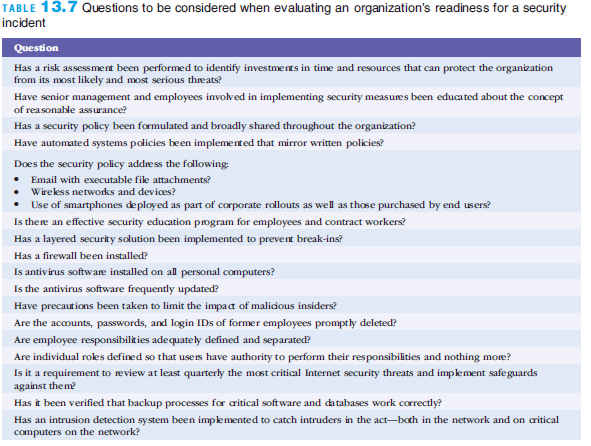 TABLE 13.7 Questions to be considered when evaluating an organization's readiness for a security
incident
Question
Has a risk assessment been performed to identify investments in time and resources that can protect the organization
from its most likely and most serious threats?
Have senior management and employees involved in implementing security measures been educated about the concept
of reasonable assurance?
Has a security policy been formulated and broadly shared throughout the organization?
Have automated systems policies been implemented that mirror written policies?
Does the security policy address the following:
• Email with executable file attachments?
• Wireless networks and devices?
• Use of smartphones deployed as part of corporate rollouts as well as those purchased by end users?
Is there an effective security education program for employees and contract workers?
Has a layered security solution been implemented to prevent break-ins?
Has a firewall been installed?
Is antivirus software installed on all personal computers?
Is the antivirus software frequently updated?
Have precautions been taken to limit the impact of malicious insiders?
Are the accounts, passwords, and login IDs of former employees promptly deleted?
Are employee responsibilities adequately defined and separated?
Are individual roles defined so that users have authority to perform their responsibilities and nothing more?
Is it a requirement to review at least quarterly the most critical Internet security threats and implement safeguards
against them?
Has it been verified that backup processes for critical software and databases work correctly?
Has an intrusion detection system been implemented to catch intruders in the act—both in the network and on critical
computers on the network?